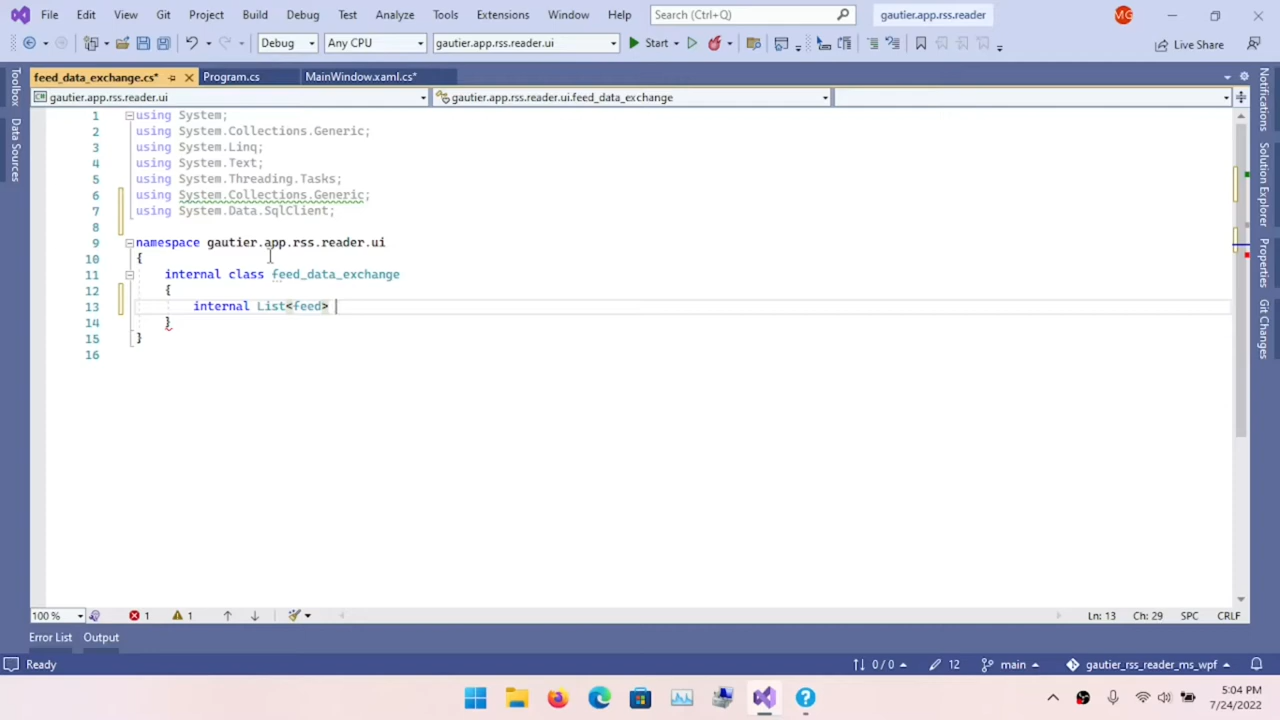 File Edit View Git Project Build Debug Test Analyze Tools Extensions Window Help Search (Ctrl+Q) gautier.app.rss.reader MG
Debug Any CPU gautier.app.rss.reader.ui Start Live Share
feed_data_exchange.cs* Program.cs MainWindow.xaml.cs*
gautier.app.rss.reader.ui gautier.app.rss.reader.ui.feed_data_exchange
1 using System;
2 using System.Collections.Generic;
3 using System.Linq;
4 using System.Text;
5 using System.Threading.Tasks;
6 using System.Collections.Generic;
7 using System.Data.SqlClient;
8
9 namespace gautier.app.rss.reader.ui
10 {
11 internal class feed_data_exchange
12 {
13 internal List<feed>
14 }
15 }
16
Toolbox
Data Sources
Notifications
Solution Explorer
Properties
Git Changes
100 % 1 1 Ln: 13 Ch: 29 SPC CRLF
Error List Output
Ready 0 / 0 12 main gautier_rss_reader_ms_wpf
5:04 PM
7/24/2022